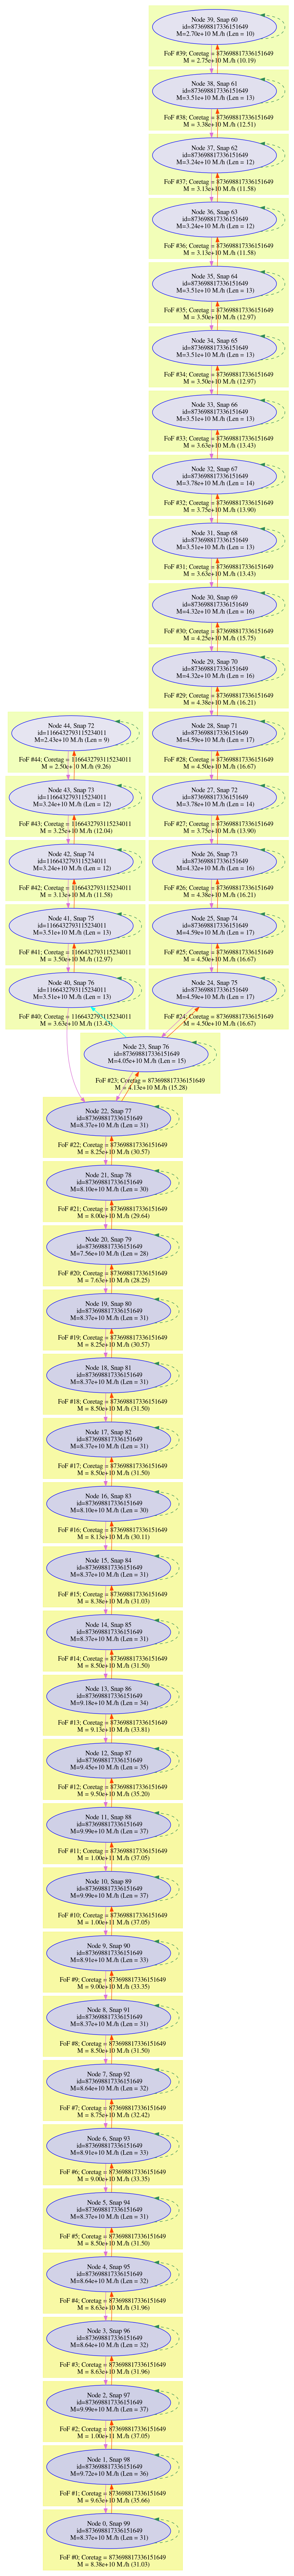 Node 39, Snap 60
id=873698817336151649
M=2.70e+10 M./h (Len = 10)
FoF #39; Coretag = 873698817336151649
M = 2.75e+10 M./h (10.19)
Node 38, Snap 61
id=873698817336151649
M=3.51e+10 M./h (Len = 13)
FoF #38; Coretag = 873698817336151649
M = 3.38e+10 M./h (12.51)
Node 37, Snap 62
id=873698817336151649
M=3.24e+10 M./h (Len = 12)
FoF #37; Coretag = 873698817336151649
M = 3.13e+10 M./h (11.58)
Node 36, Snap 63
id=873698817336151649
M=3.24e+10 M./h (Len = 12)
FoF #36; Coretag = 873698817336151649
M = 3.13e+10 M./h (11.58)
Node 35, Snap 64
id=873698817336151649
M=3.51e+10 M./h (Len = 13)
FoF #35; Coretag = 873698817336151649
M = 3.50e+10 M./h (12.97)
Node 34, Snap 65
id=873698817336151649
M=3.51e+10 M./h (Len = 13)
FoF #34; Coretag = 873698817336151649
M = 3.50e+10 M./h (12.97)
Node 33, Snap 66
id=873698817336151649
M=3.51e+10 M./h (Len = 13)
FoF #33; Coretag = 873698817336151649
M = 3.63e+10 M./h (13.43)
Node 32, Snap 67
id=873698817336151649
M=3.78e+10 M./h (Len = 14)
FoF #32; Coretag = 873698817336151649
M = 3.75e+10 M./h (13.90)
Node 31, Snap 68
id=873698817336151649
M=3.51e+10 M./h (Len = 13)
FoF #31; Coretag = 873698817336151649
M = 3.63e+10 M./h (13.43)
Node 30, Snap 69
id=873698817336151649
M=4.32e+10 M./h (Len = 16)
FoF #30; Coretag = 873698817336151649
M = 4.25e+10 M./h (15.75)
Node 29, Snap 70
id=873698817336151649
M=4.32e+10 M./h (Len = 16)
FoF #29; Coretag = 873698817336151649
M = 4.38e+10 M./h (16.21)
Node 44, Snap 72
id=1166432793115234011
M=2.43e+10 M./h (Len = 9)
FoF #44; Coretag = 1166432793115234011
M = 2.50e+10 M./h (9.26)
Node 28, Snap 71
id=873698817336151649
M=4.59e+10 M./h (Len = 17)
FoF #28; Coretag = 873698817336151649
M = 4.50e+10 M./h (16.67)
Node 43, Snap 73
id=1166432793115234011
M=3.24e+10 M./h (Len = 12)
FoF #43; Coretag = 1166432793115234011
M = 3.25e+10 M./h (12.04)
Node 27, Snap 72
id=873698817336151649
M=3.78e+10 M./h (Len = 14)
FoF #27; Coretag = 873698817336151649
M = 3.75e+10 M./h (13.90)
Node 42, Snap 74
id=1166432793115234011
M=3.24e+10 M./h (Len = 12)
FoF #42; Coretag = 1166432793115234011
M = 3.13e+10 M./h (11.58)
Node 26, Snap 73
id=873698817336151649
M=4.32e+10 M./h (Len = 16)
FoF #26; Coretag = 873698817336151649
M = 4.38e+10 M./h (16.21)
Node 41, Snap 75
id=1166432793115234011
M=3.51e+10 M./h (Len = 13)
FoF #41; Coretag = 1166432793115234011
M = 3.50e+10 M./h (12.97)
Node 25, Snap 74
id=873698817336151649
M=4.59e+10 M./h (Len = 17)
FoF #25; Coretag = 873698817336151649
M = 4.50e+10 M./h (16.67)
Node 40, Snap 76
id=1166432793115234011
M=3.51e+10 M./h (Len = 13)
FoF #40; Coretag = 1166432793115234011
M = 3.63e+10 M./h (13.43)
Node 24, Snap 75
id=873698817336151649
M=4.59e+10 M./h (Len = 17)
FoF #24; Coretag = 873698817336151649
M = 4.50e+10 M./h (16.67)
Node 23, Snap 76
id=873698817336151649
M=4.05e+10 M./h (Len = 15)
FoF #23; Coretag = 873698817336151649
M = 4.13e+10 M./h (15.28)
Node 22, Snap 77
id=873698817336151649
M=8.37e+10 M./h (Len = 31)
FoF #22; Coretag = 873698817336151649
M = 8.25e+10 M./h (30.57)
Node 21, Snap 78
id=873698817336151649
M=8.10e+10 M./h (Len = 30)
FoF #21; Coretag = 873698817336151649
M = 8.00e+10 M./h (29.64)
Node 20, Snap 79
id=873698817336151649
M=7.56e+10 M./h (Len = 28)
FoF #20; Coretag = 873698817336151649
M = 7.63e+10 M./h (28.25)
Node 19, Snap 80
id=873698817336151649
M=8.37e+10 M./h (Len = 31)
FoF #19; Coretag = 873698817336151649
M = 8.25e+10 M./h (30.57)
Node 18, Snap 81
id=873698817336151649
M=8.37e+10 M./h (Len = 31)
FoF #18; Coretag = 873698817336151649
M = 8.50e+10 M./h (31.50)
Node 17, Snap 82
id=873698817336151649
M=8.37e+10 M./h (Len = 31)
FoF #17; Coretag = 873698817336151649
M = 8.50e+10 M./h (31.50)
Node 16, Snap 83
id=873698817336151649
M=8.10e+10 M./h (Len = 30)
FoF #16; Coretag = 873698817336151649
M = 8.13e+10 M./h (30.11)
Node 15, Snap 84
id=873698817336151649
M=8.37e+10 M./h (Len = 31)
FoF #15; Coretag = 873698817336151649
M = 8.38e+10 M./h (31.03)
Node 14, Snap 85
id=873698817336151649
M=8.37e+10 M./h (Len = 31)
FoF #14; Coretag = 873698817336151649
M = 8.50e+10 M./h (31.50)
Node 13, Snap 86
id=873698817336151649
M=9.18e+10 M./h (Len = 34)
FoF #13; Coretag = 873698817336151649
M = 9.13e+10 M./h (33.81)
Node 12, Snap 87
id=873698817336151649
M=9.45e+10 M./h (Len = 35)
FoF #12; Coretag = 873698817336151649
M = 9.50e+10 M./h (35.20)
Node 11, Snap 88
id=873698817336151649
M=9.99e+10 M./h (Len = 37)
FoF #11; Coretag = 873698817336151649
M = 1.00e+11 M./h (37.05)
Node 10, Snap 89
id=873698817336151649
M=9.99e+10 M./h (Len = 37)
FoF #10; Coretag = 873698817336151649
M = 1.00e+11 M./h (37.05)
Node 9, Snap 90
id=873698817336151649
M=8.91e+10 M./h (Len = 33)
FoF #9; Coretag = 873698817336151649
M = 9.00e+10 M./h (33.35)
Node 8, Snap 91
id=873698817336151649
M=8.37e+10 M./h (Len = 31)
FoF #8; Coretag = 873698817336151649
M = 8.50e+10 M./h (31.50)
Node 7, Snap 92
id=873698817336151649
M=8.64e+10 M./h (Len = 32)
FoF #7; Coretag = 873698817336151649
M = 8.75e+10 M./h (32.42)
Node 6, Snap 93
id=873698817336151649
M=8.91e+10 M./h (Len = 33)
FoF #6; Coretag = 873698817336151649
M = 9.00e+10 M./h (33.35)
Node 5, Snap 94
id=873698817336151649
M=8.37e+10 M./h (Len = 31)
FoF #5; Coretag = 873698817336151649
M = 8.50e+10 M./h (31.50)
Node 4, Snap 95
id=873698817336151649
M=8.64e+10 M./h (Len = 32)
FoF #4; Coretag = 873698817336151649
M = 8.63e+10 M./h (31.96)
Node 3, Snap 96
id=873698817336151649
M=8.64e+10 M./h (Len = 32)
FoF #3; Coretag = 873698817336151649
M = 8.63e+10 M./h (31.96)
Node 2, Snap 97
id=873698817336151649
M=9.99e+10 M./h (Len = 37)
FoF #2; Coretag = 873698817336151649
M = 1.00e+11 M./h (37.05)
Node 1, Snap 98
id=873698817336151649
M=9.72e+10 M./h (Len = 36)
FoF #1; Coretag = 873698817336151649
M = 9.63e+10 M./h (35.66)
Node 0, Snap 99
id=873698817336151649
M=8.37e+10 M./h (Len = 31)
FoF #0; Coretag = 873698817336151649
M = 8.38e+10 M./h (31.03)